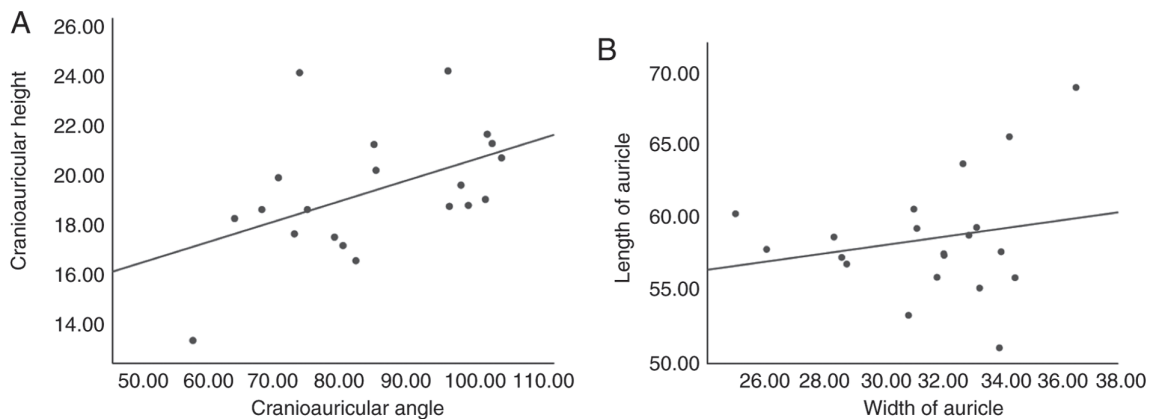 A
26.00
24.00
22.00
20.00
18.00
16.00
14.00
Cranioauricular height
50.00 60.00 70.00 80.00 90.00 100.00 110.00
Cranioauricular angle
B
70.00
65.00
60.00
55.00
50.00
Length of auricle
26.00 28.00 30.00 32.00 34.00 36.00 38.00
Width of auricle